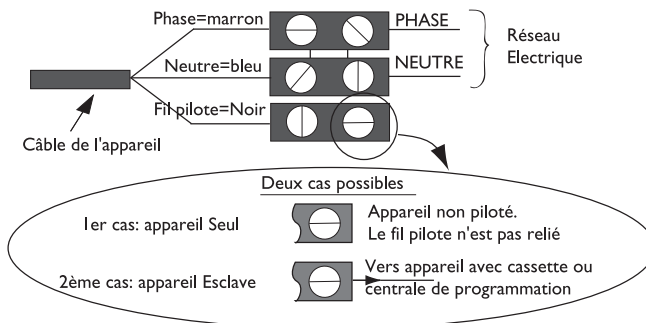 Phase=marron
PHASE
Réseau
Electrique
Neutre=bleu
NEUTRE
Fil pilote=Noir
Câble de l'appareil
Deux cas possibles
1er cas: appareil Seul
Appareil non piloté.
Le fil pilote n'est pas relié
2ème cas: appareil Esclave
Vers appareil avec cassette ou
centrale de programmation